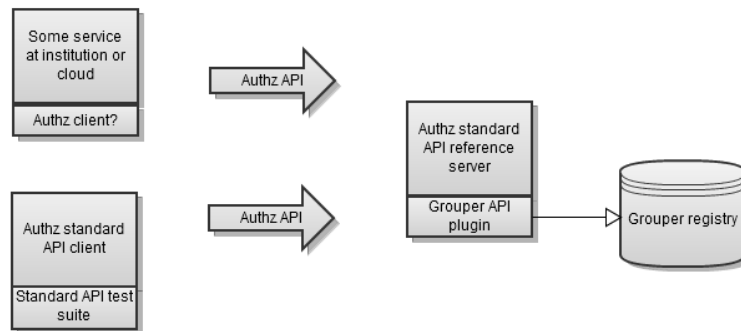 Some service
at institution or
cloud
Authz client?
Authz API
Authz standard
API client
Standard API test
suite
Authz API
Authz standard
API reference
server
Grouper API
plugin
Grouper registry